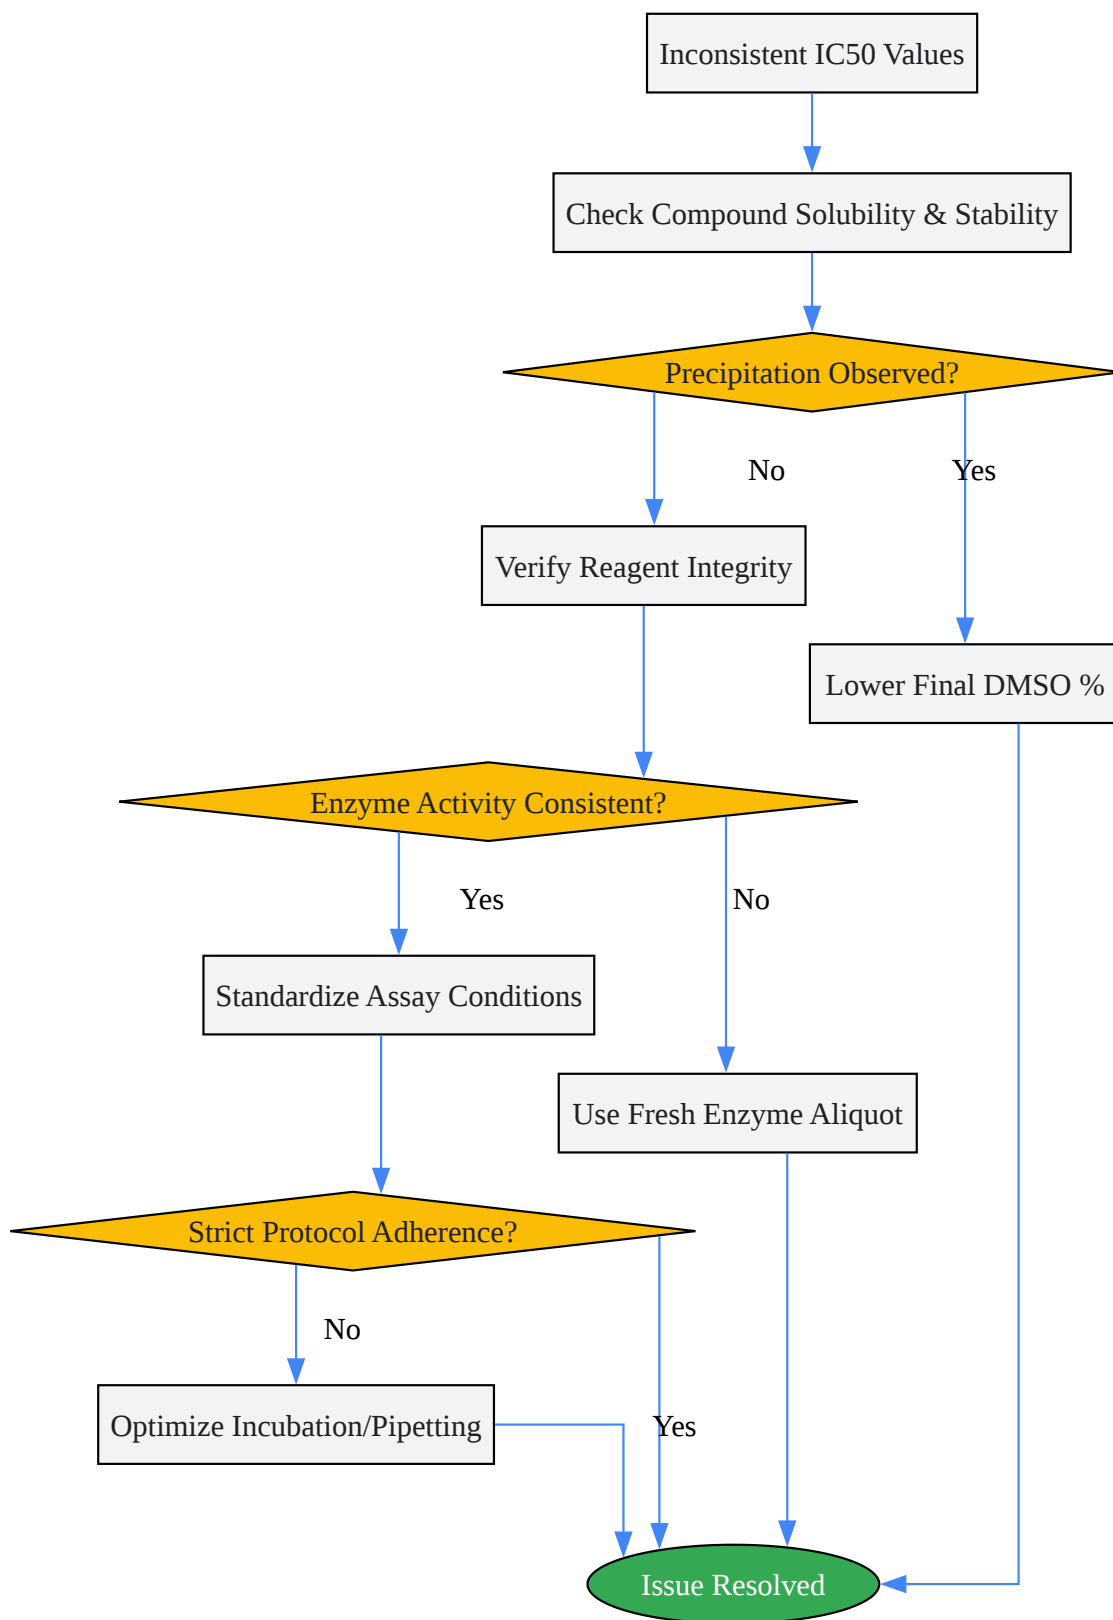 Inconsistent IC50 Values
Check Compound Solubility & Stability
Precipitation Observed?
No
Yes
Verify Reagent Integrity
Lower Final DMSO %
Enzyme Activity Consistent?
Yes
No
Standardize Assay Conditions
Use Fresh Enzyme Aliquot
Strict Protocol Adherence?
No
Optimize Incubation/Pipetting
Yes
Issue Resolved